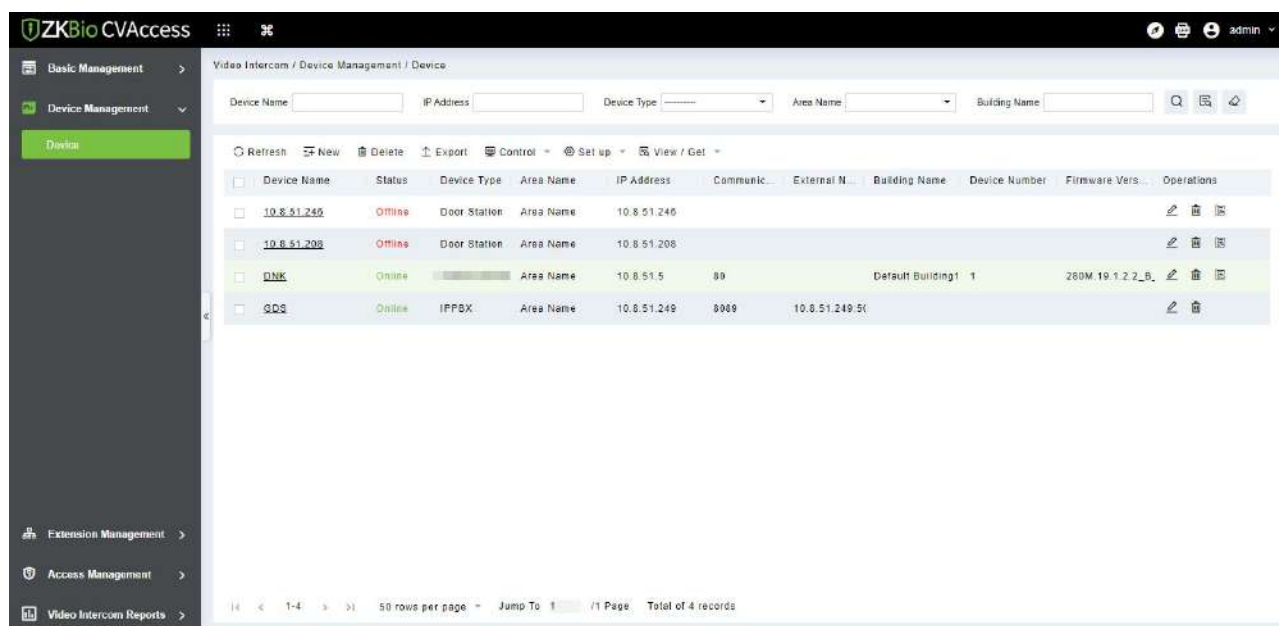 ZKBio CVAccess
admin
Basic Management
Device Management
Device
Extension Management
Access Management
Video Intercom Reports
Video Intercom / Device Management / Device
Device Name IP Address Device Type ---------- Area Name Building Name
Refresh New Delete Export Control Set up View / Get
Device Name Status Device Type Area Name IP Address Communic... External N... Building Name Device Number Firmware Vers... Operations
10.8.51.246 Offline Door Station Area Name 10.8.51.246
10.8.51.208 Offline Door Station Area Name 10.8.51.208
DNK Online Area Name 10.8.51.5 80 Default Building1 1 280M.19.1.2.2_B_
GDS Online IPPBX Area Name 10.8.51.249 8089 10.8.51.249:50
1-4 50 rows per page Jump To 1 /1 Page Total of 4 records